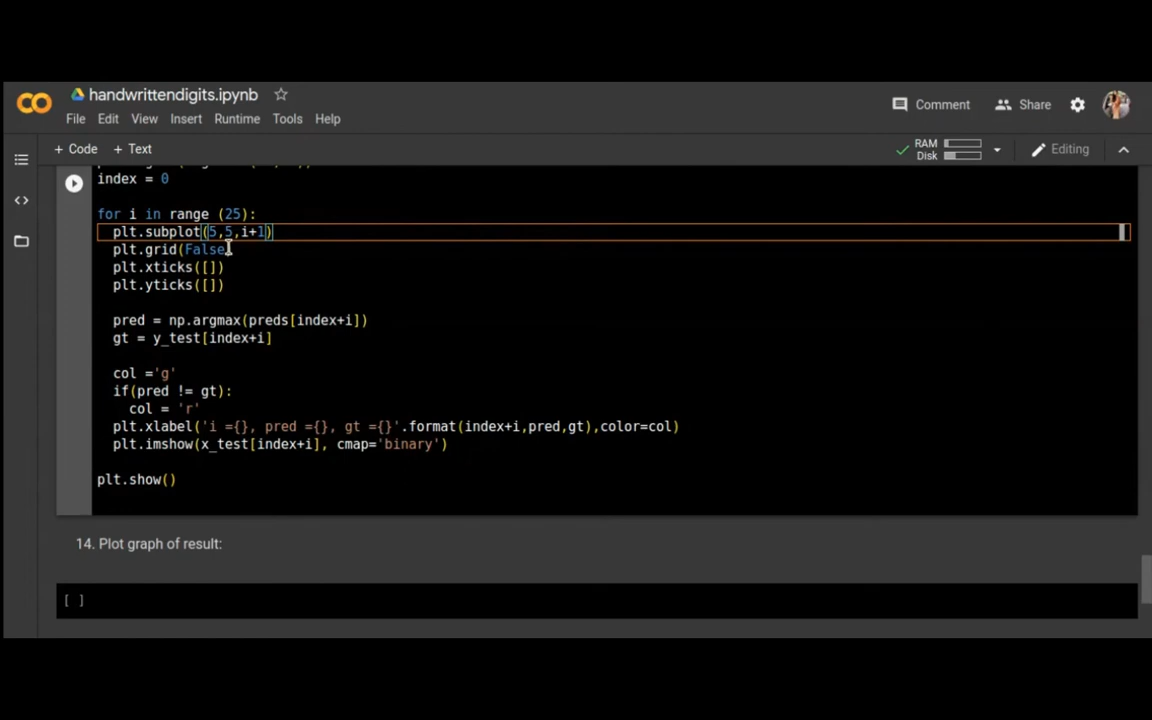 handwrittendigits.ipynb
File Edit View Insert Runtime Tools Help
Comment Share
+ Code + Text
RAM
Disk
Editing
index = 0
for i in range (25):
plt.subplot(5,5,i+1)
plt.grid(False
plt.xticks([])
plt.yticks([])
pred = np.argmax(preds[index+i])
gt = y_test[index+i]
col ='g'
if(pred != gt):
col = 'r'
plt.xlabel('i ={}, pred ={}, gt ={}'.format(index+i,pred,gt),color=col)
plt.imshow(x_test[index+i], cmap='binary')
plt.show()
14. Plot graph of result:
[ ]